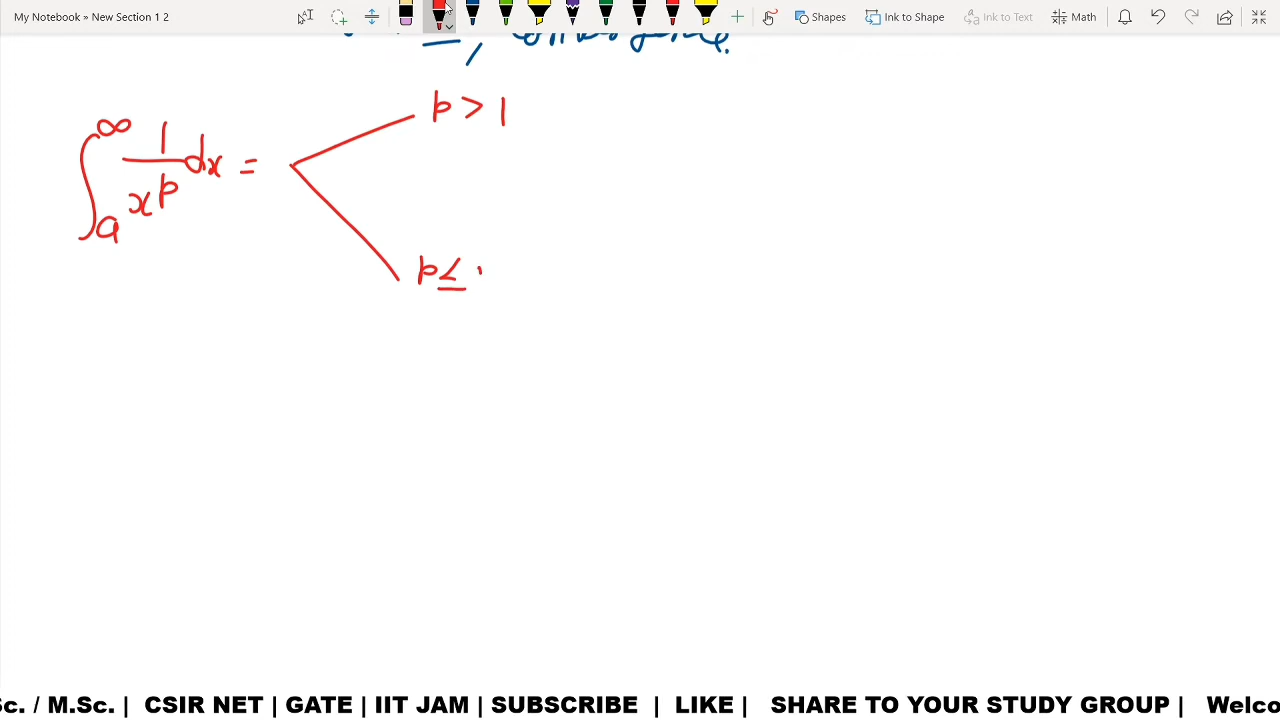 My Notebook » New Section 1 2
Shapes
Ink to Shape
Ink to Text
Math
p > 1
∫ₐ^∞ 1/x^p dx =
p ≤
Sc. / M.Sc. | CSIR NET | GATE | IIT JAM | SUBSCRIBE | LIKE | SHARE TO YOUR STUDY GROUP | Welco